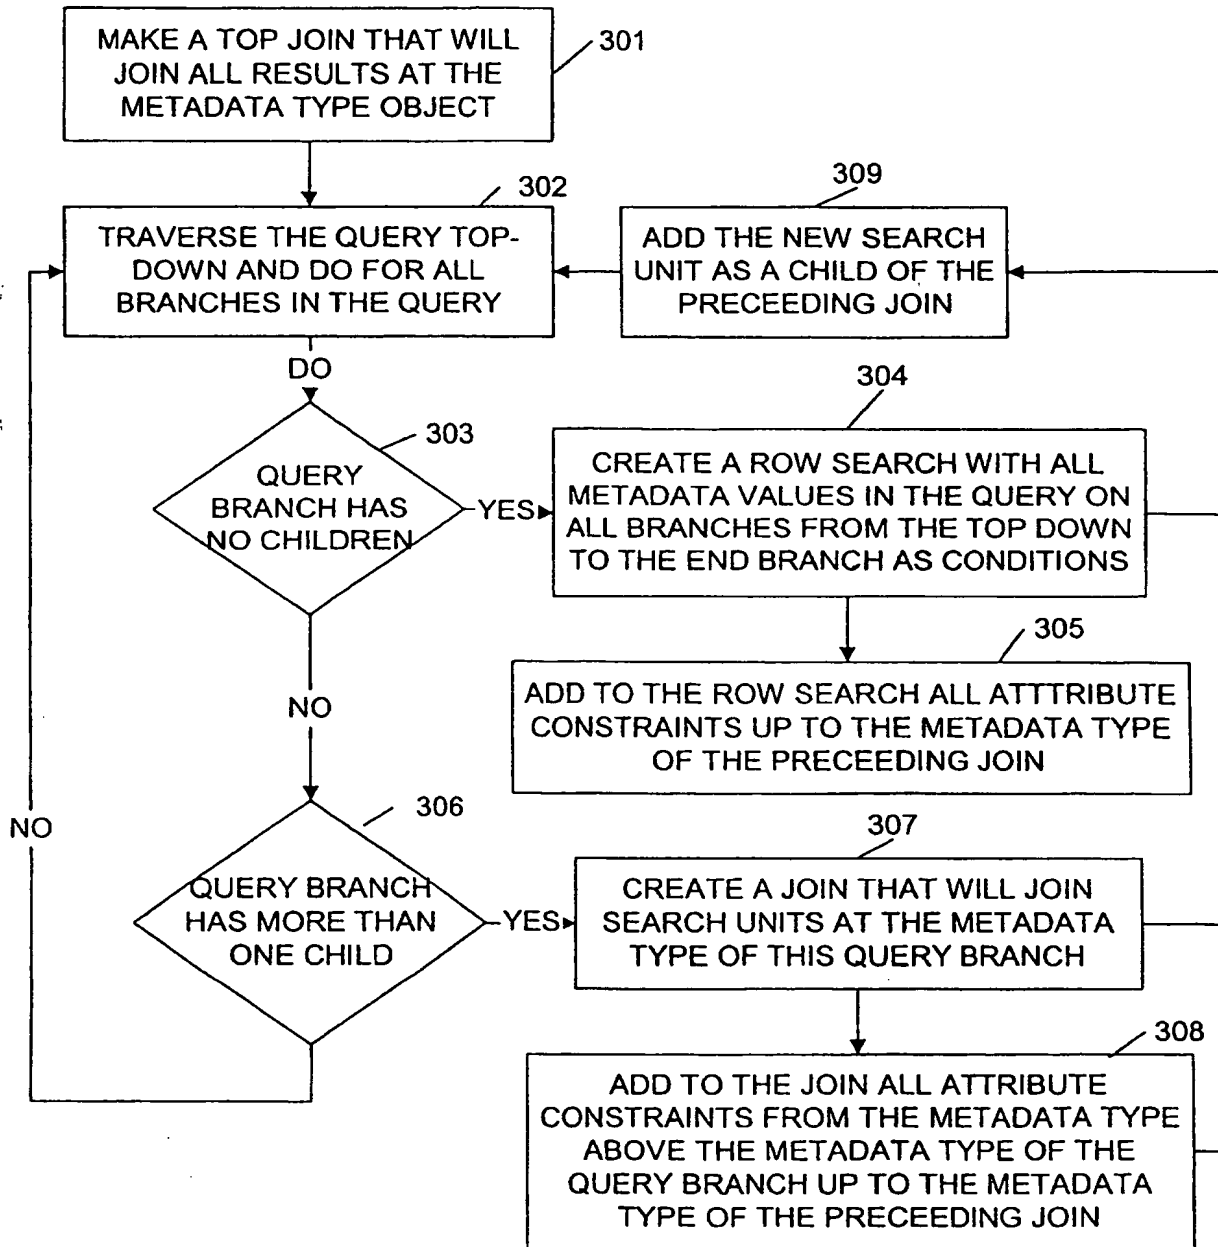 MAKE A TOP JOIN THAT WILL
JOIN ALL RESULTS AT THE
METADATA TYPE OBJECT
301
302
TRAVERSE THE QUERY TOP-
DOWN AND DO FOR ALL
BRANCHES IN THE QUERY
309
ADD THE NEW SEARCH
UNIT AS A CHILD OF THE
PRECEEDING JOIN
DO
303
QUERY
BRANCH HAS
NO CHILDREN
YES
304
CREATE A ROW SEARCH WITH ALL
METADATA VALUES IN THE QUERY ON
ALL BRANCHES FROM THE TOP DOWN
TO THE END BRANCH AS CONDITIONS
305
ADD TO THE ROW SEARCH ALL ATTTRIBUTE
CONSTRAINTS UP TO THE METADATA TYPE
OF THE PRECEEDING JOIN
NO
NO
306
QUERY BRANCH
HAS MORE THAN
ONE CHILD
YES
307
CREATE A JOIN THAT WILL JOIN
SEARCH UNITS AT THE METADATA
TYPE OF THIS QUERY BRANCH
308
ADD TO THE JOIN ALL ATTRIBUTE
CONSTRAINTS FROM THE METADATA TYPE
ABOVE THE METADATA TYPE OF THE
QUERY BRANCH UP TO THE METADATA
TYPE OF THE PRECEEDING JOIN